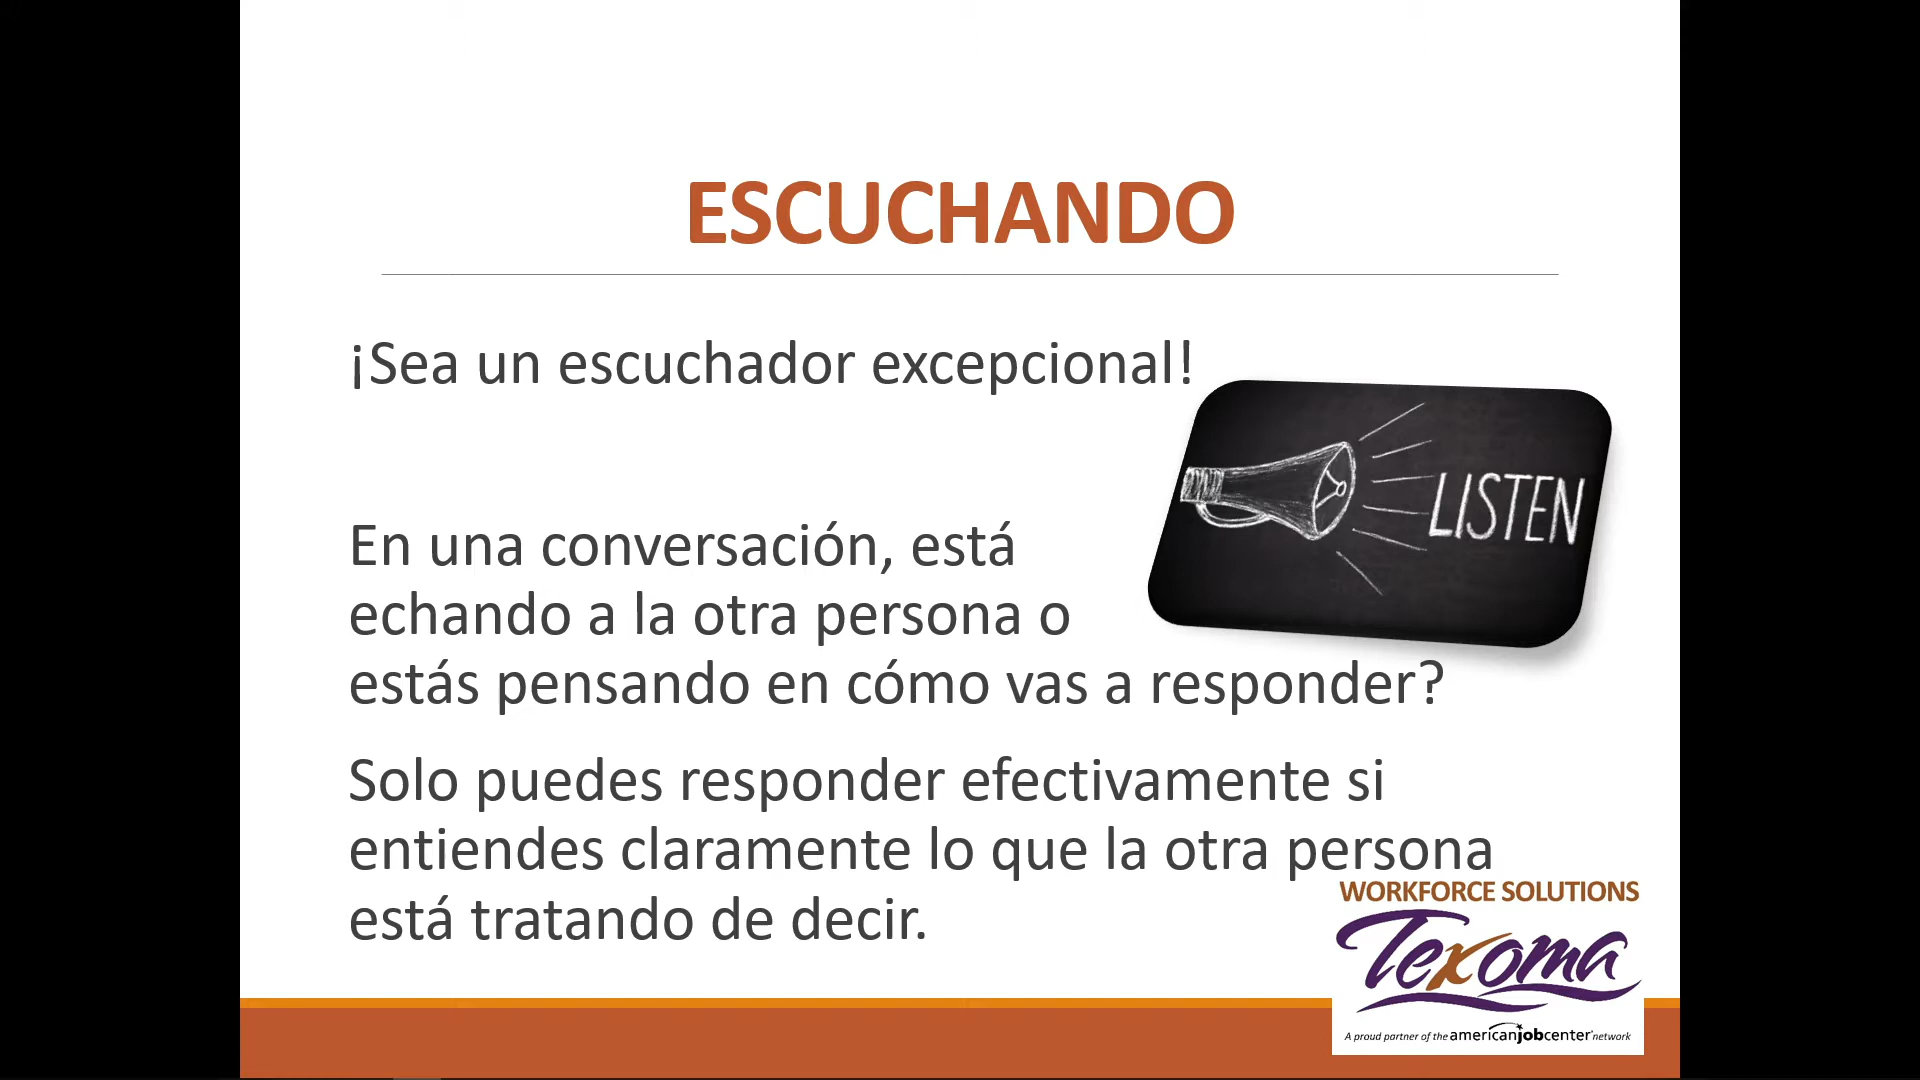 ESCUCHANDO
¡Sea un escuchador excepcional!
LISTEN
En una conversación, está
echando a la otra persona o
estás pensando en cómo vas a responder?
Solo puedes responder efectivamente si
entiendes claramente lo que la otra persona
está tratando de decir.
WORKFORCE SOLUTIONS
Texoma
A proud partner of the americanjobcenter network